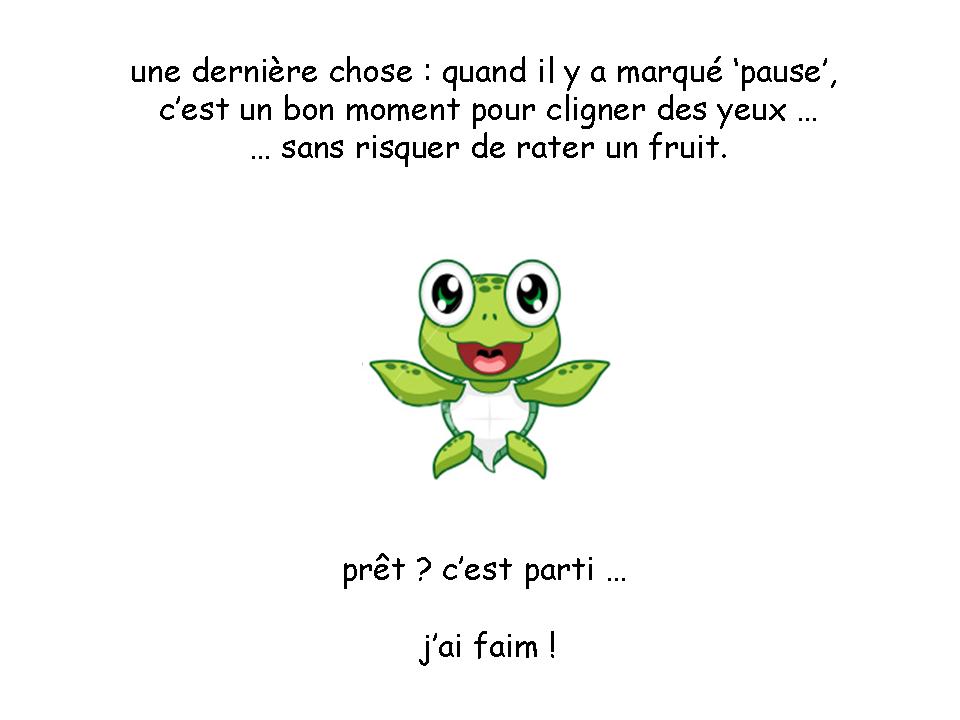 une dernière chose : quand il y a marqué ‘pause’,
c’est un bon moment pour cligner des yeux …
… sans risquer de rater un fruit.
prêt ? c’est parti …
j’ai faim !